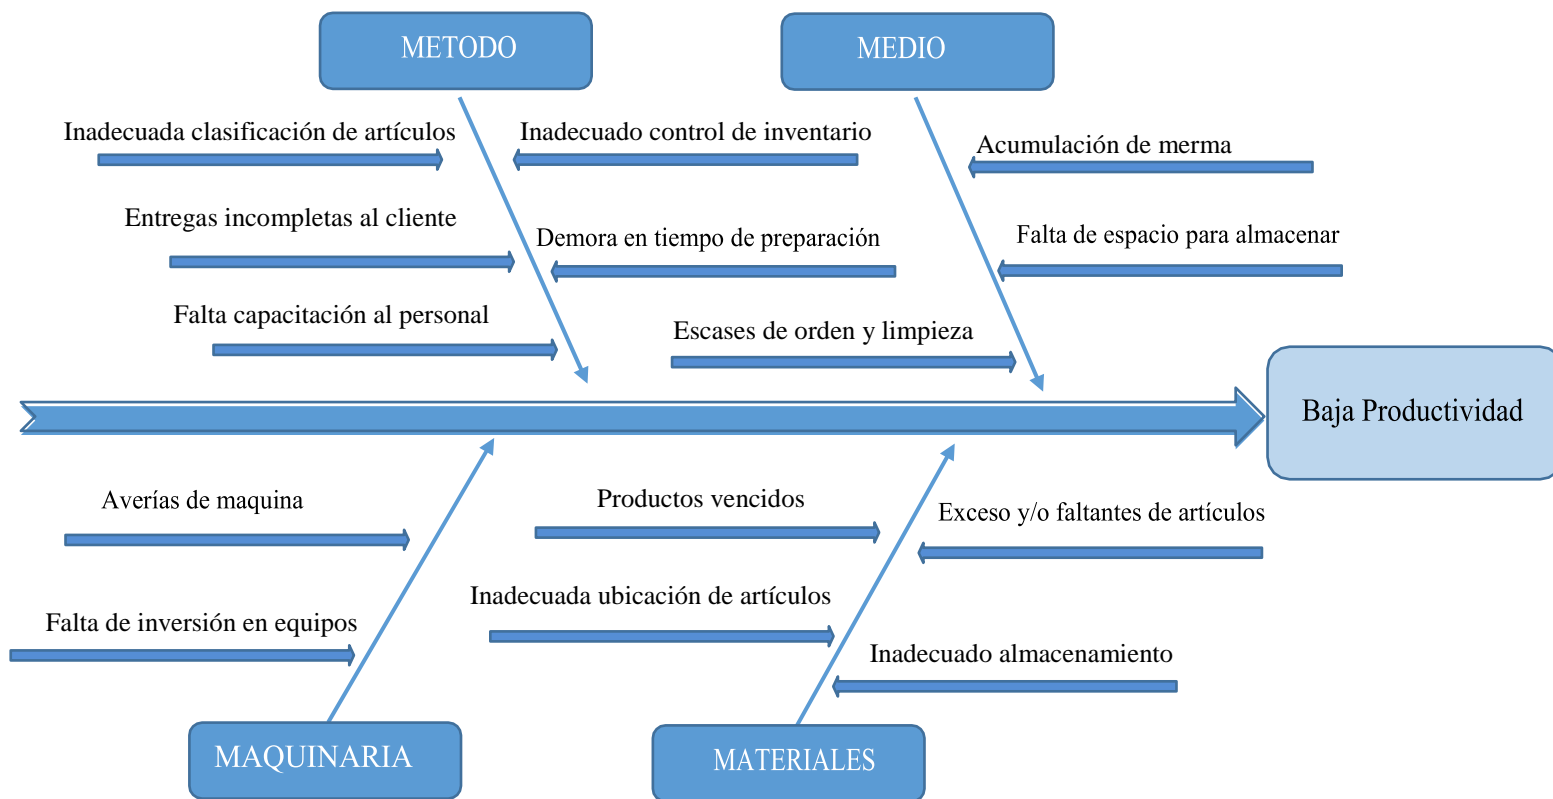 METODO
MEDIO
Inadecuada clasificación de artículos
Inadecuado control de inventario
Acumulación de merma
Entregas incompletas al cliente
Demora en tiempo de preparación
Falta de espacio para almacenar
Falta capacitación al personal
Escases de orden y limpieza
Baja Productividad
Averías de maquina
Productos vencidos
Exceso y/o faltantes de artículos
Inadecuada ubicación de artículos
Falta de inversión en equipos
Inadecuado almacenamiento
MAQUINARIA
MATERIALES